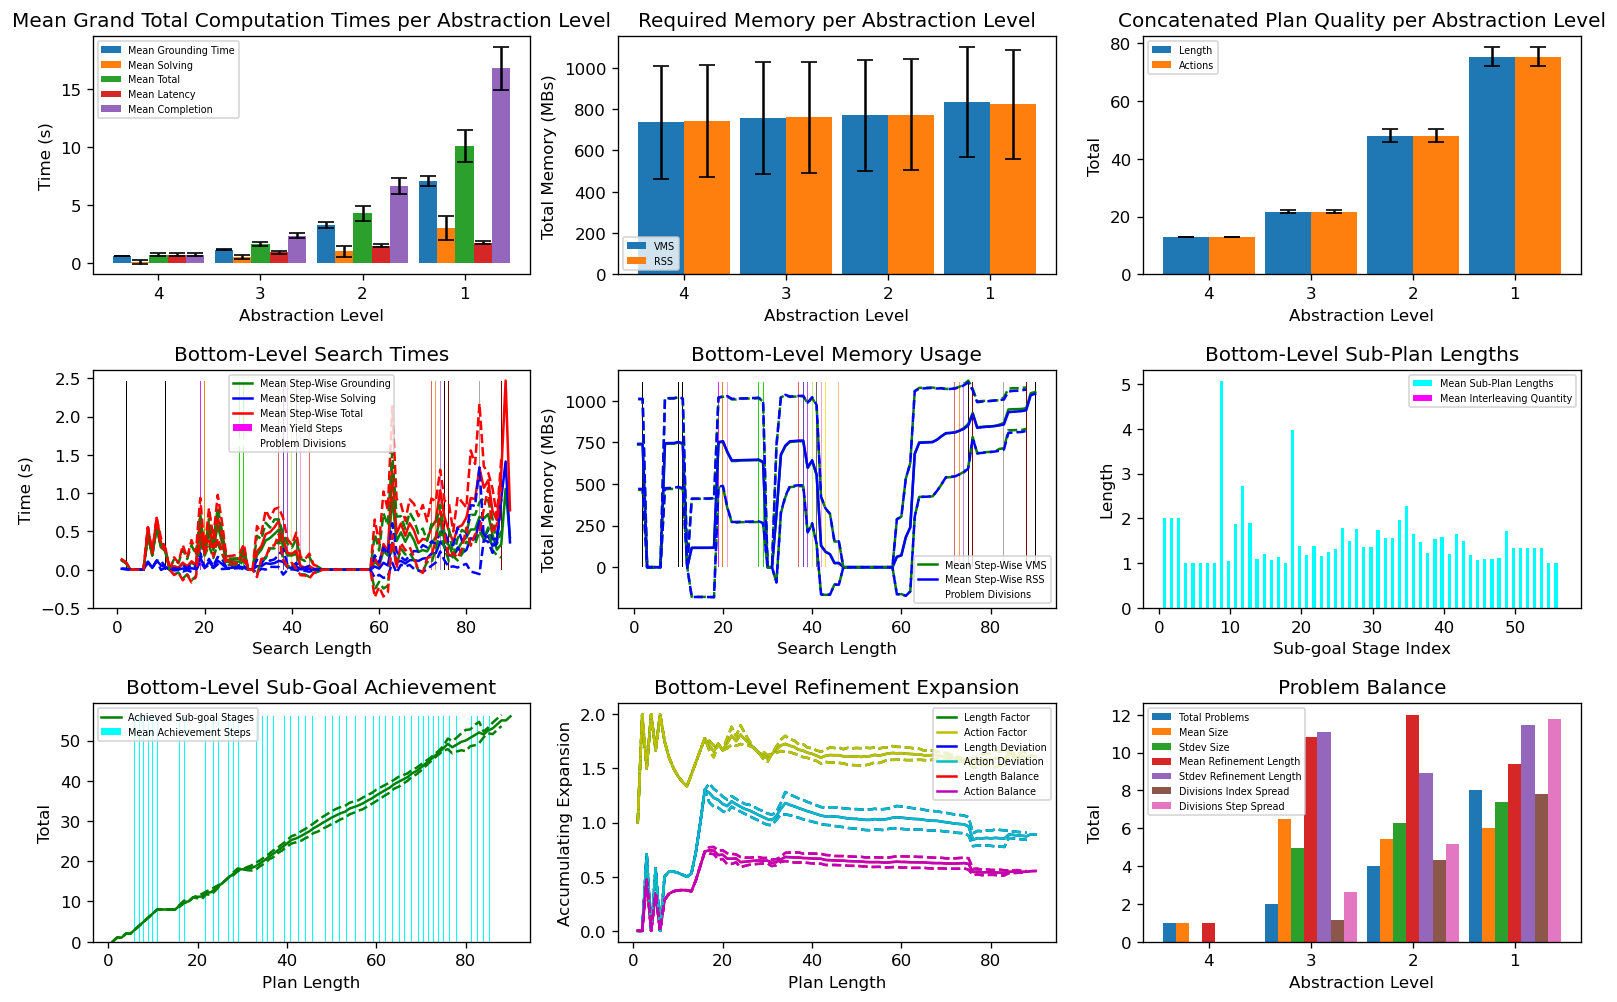 Mean Grand Total Computation Times per Abstraction Level
Mean Grounding Time
Mean Solving
Mean Total
Mean Latency
Mean Completion
15
10
5
0
Time (s)
4 3 2 1
Abstraction Level
Required Memory per Abstraction Level
1000
800
600
400
200
0
Total Memory (MBs)
VMS
RSS
4 3 2 1
Abstraction Level
Concatenated Plan Quality per Abstraction Level
Length
Actions
80
60
40
20
0
Total
4 3 2 1
Abstraction Level
Bottom-Level Search Times
Mean Step-Wise Grounding
Mean Step-Wise Solving
Mean Step-Wise Total
Mean Yield Steps
Problem Divisions
2.5
2.0
1.5
1.0
0.5
0.0
−0.5
Time (s)
0 20 40 60 80
Search Length
Bottom-Level Memory Usage
1000
750
500
250
0
Total Memory (MBs)
Mean Step-Wise VMS
Mean Step-Wise RSS
Problem Divisions
0 20 40 60 80
Search Length
Bottom-Level Sub-Plan Lengths
Mean Sub-Plan Lengths
Mean Interleaving Quantity
5
4
3
2
1
0
Length
0 10 20 30 40 50
Sub-goal Stage Index
Bottom-Level Sub-Goal Achievement
Achieved Sub-goal Stages
Mean Achievement Steps
50
40
30
20
10
0
Total
0 20 40 60 80
Plan Length
Bottom-Level Refinement Expansion
Length Factor
Action Factor
Length Deviation
Action Deviation
Length Balance
Action Balance
2.0
1.5
1.0
0.5
0.0
Accumulating Expansion
0 20 40 60 80
Plan Length
Problem Balance
Total Problems
Mean Size
Stdev Size
Mean Refinement Length
Stdev Refinement Length
Divisions Index Spread
Divisions Step Spread
12
10
8
6
4
2
0
Total
4 3 2 1
Abstraction Level